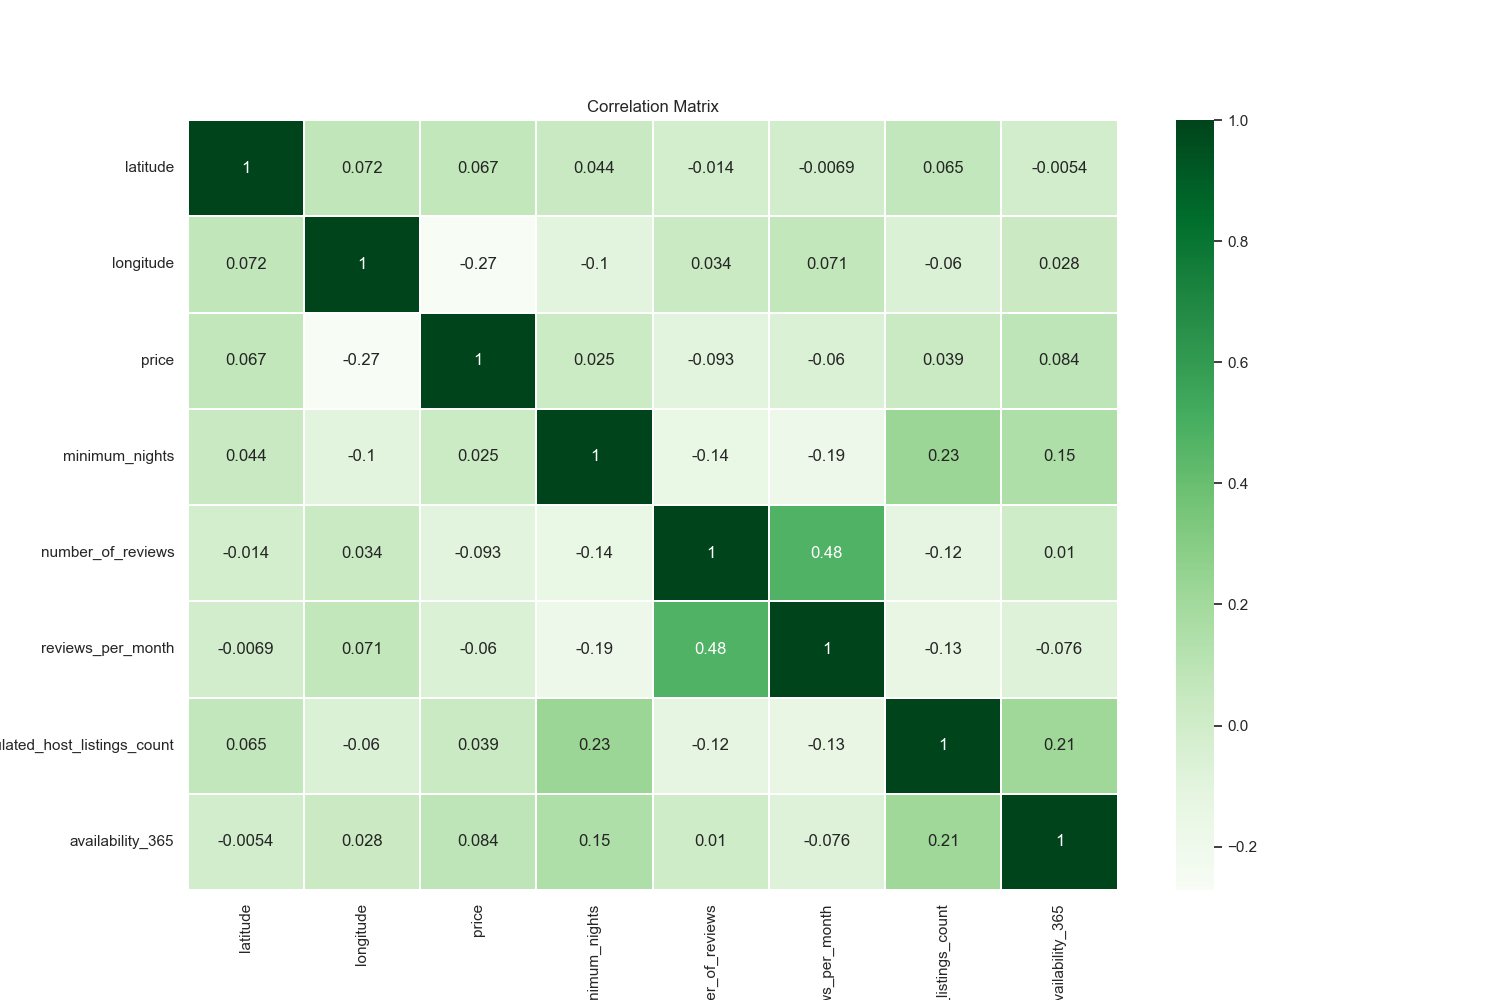 Correlation Matrix
latitude 1 0.072 0.067 0.044 -0.014 -0.0069 0.065 -0.0054
longitude 0.072 1 -0.27 -0.1 0.034 0.071 -0.06 0.028
price 0.067 -0.27 1 0.025 -0.093 -0.06 0.039 0.084
minimum_nights 0.044 -0.1 0.025 1 -0.14 -0.19 0.23 0.15
number_of_reviews -0.014 0.034 -0.093 -0.14 1 0.48 -0.12 0.01
reviews_per_month -0.0069 0.071 -0.06 -0.19 0.48 1 -0.13 -0.076
lated_host_listings_count 0.065 -0.06 0.039 0.23 -0.12 -0.13 1 0.21
availability_365 -0.0054 0.028 0.084 0.15 0.01 -0.076 0.21 1
latitude
longitude
price
nimum_nights
er_of_reviews
ws_per_month
_listings_count
vailability_365
1.0
0.8
0.6
0.4
0.2
0.0
−0.2